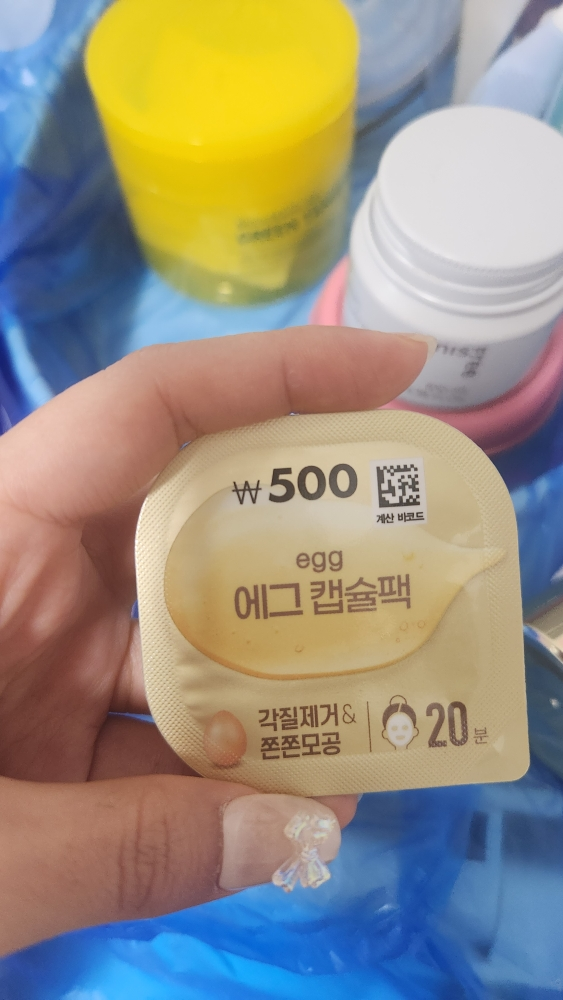 ₩500
계산 바코드
egg
에그 캡슐팩
각질제거&
쫀쫀모공
20분